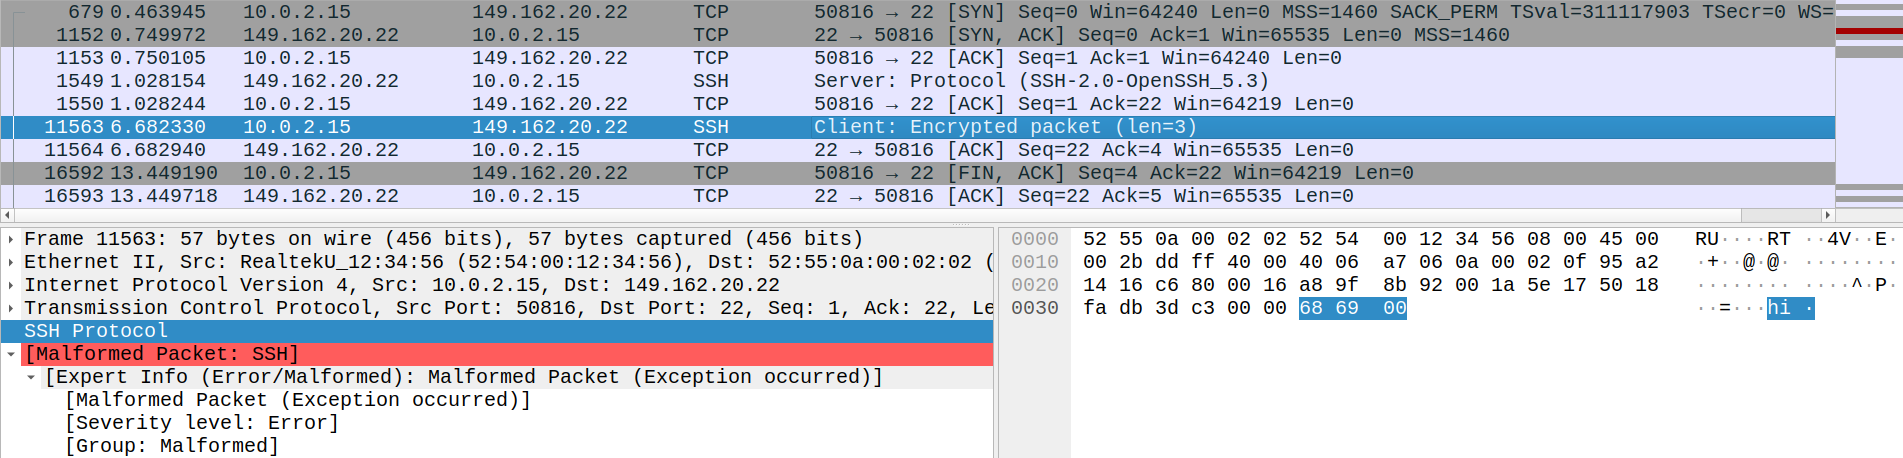 679 0.463945 10.0.2.15 149.162.20.22 TCP 50816 → 22 [SYN] Seq=0 Win=64240 Len=0 MSS=1460 SACK_PERM TSval=311117903 TSecr=0 WS=
1152 0.749972 149.162.20.22 10.0.2.15 TCP 22 → 50816 [SYN, ACK] Seq=0 Ack=1 Win=65535 Len=0 MSS=1460
1153 0.750105 10.0.2.15 149.162.20.22 TCP 50816 → 22 [ACK] Seq=1 Ack=1 Win=64240 Len=0
1549 1.028154 149.162.20.22 10.0.2.15 SSH Server: Protocol (SSH-2.0-OpenSSH_5.3)
1550 1.028244 10.0.2.15 149.162.20.22 TCP 50816 → 22 [ACK] Seq=1 Ack=22 Win=64219 Len=0
11563 6.682330 10.0.2.15 149.162.20.22 SSH Client: Encrypted packet (len=3)
11564 6.682940 149.162.20.22 10.0.2.15 TCP 22 → 50816 [ACK] Seq=22 Ack=4 Win=65535 Len=0
16592 13.449190 10.0.2.15 149.162.20.22 TCP 50816 → 22 [FIN, ACK] Seq=4 Ack=22 Win=64219 Len=0
16593 13.449718 149.162.20.22 10.0.2.15 TCP 22 → 50816 [ACK] Seq=22 Ack=5 Win=65535 Len=0
Frame 11563: 57 bytes on wire (456 bits), 57 bytes captured (456 bits)
Ethernet II, Src: RealtekU_12:34:56 (52:54:00:12:34:56), Dst: 52:55:0a:00:02:02 (
Internet Protocol Version 4, Src: 10.0.2.15, Dst: 149.162.20.22
Transmission Control Protocol, Src Port: 50816, Dst Port: 22, Seq: 1, Ack: 22, Le
SSH Protocol
[Malformed Packet: SSH]
[Expert Info (Error/Malformed): Malformed Packet (Exception occurred)]
[Malformed Packet (Exception occurred)]
[Severity level: Error]
[Group: Malformed]
0000 52 55 0a 00 02 02 52 54 00 12 34 56 08 00 45 00 RU····RT ··4V··E·
0010 00 2b dd ff 40 00 40 06 a7 06 0a 00 02 0f 95 a2 ·+··@·@· ········
0020 14 16 c6 80 00 16 a8 9f 8b 92 00 1a 5e 17 50 18 ········ ····^·P·
0030 fa db 3d c3 00 00 68 69 00 ··=···hi ·